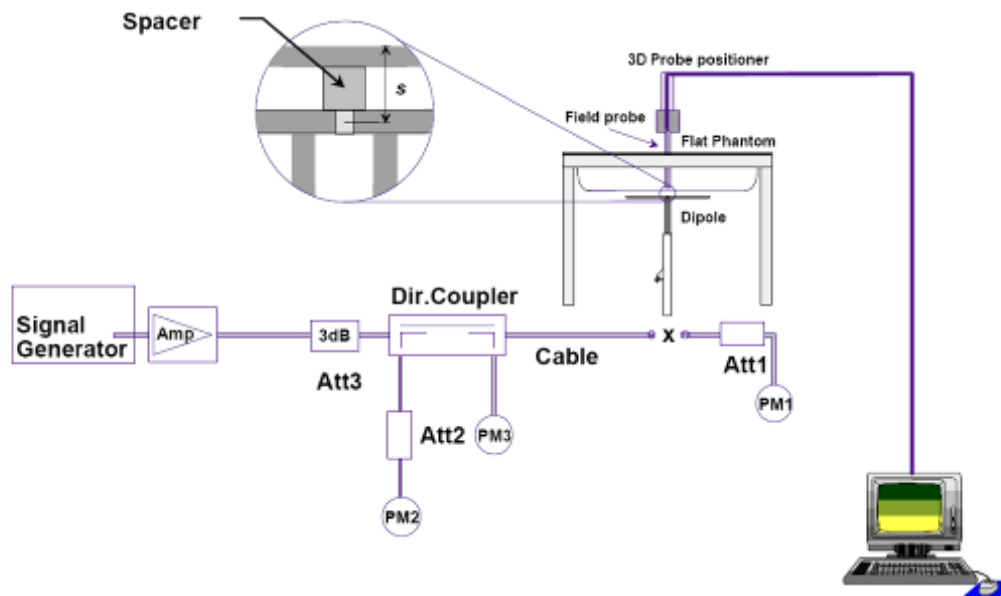 Spacer
s
3D Probe positioner
Field probe
Flat Phantom
Dipole
Signal
Generator
Amp
3dB
Att3
Dir.Coupler
Cable
x
Att1
PM1
Att2
PM3
PM2